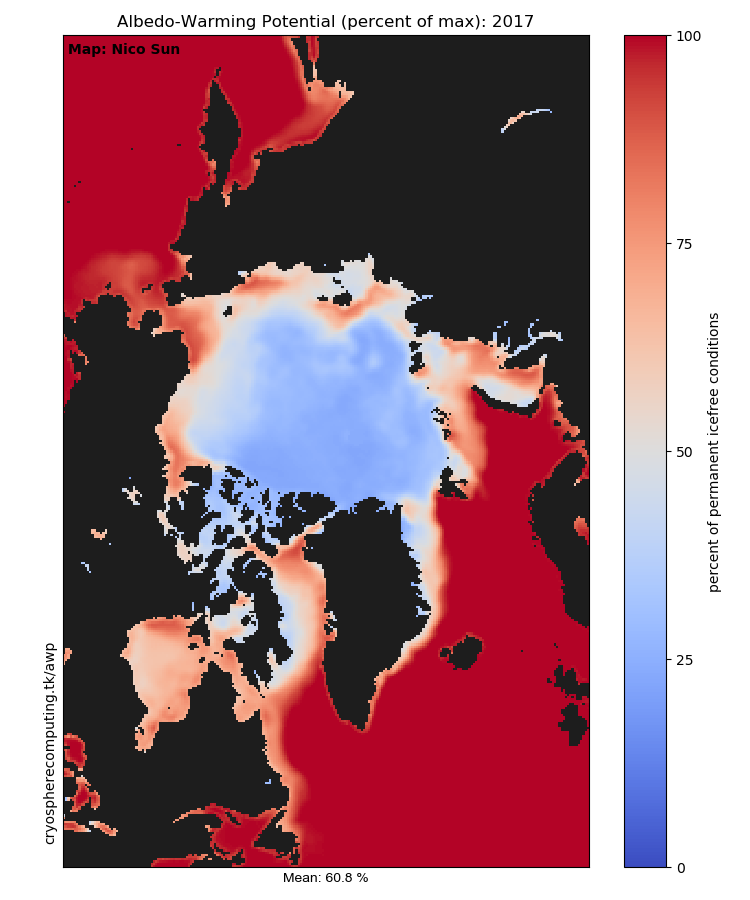 Albedo-Warming Potential (percent of max): 2017
Map: Nico Sun
100
75
50
25
0
percent of permanent icefree conditions
cryospherecomputing.tk/awp
Mean: 60.8 %